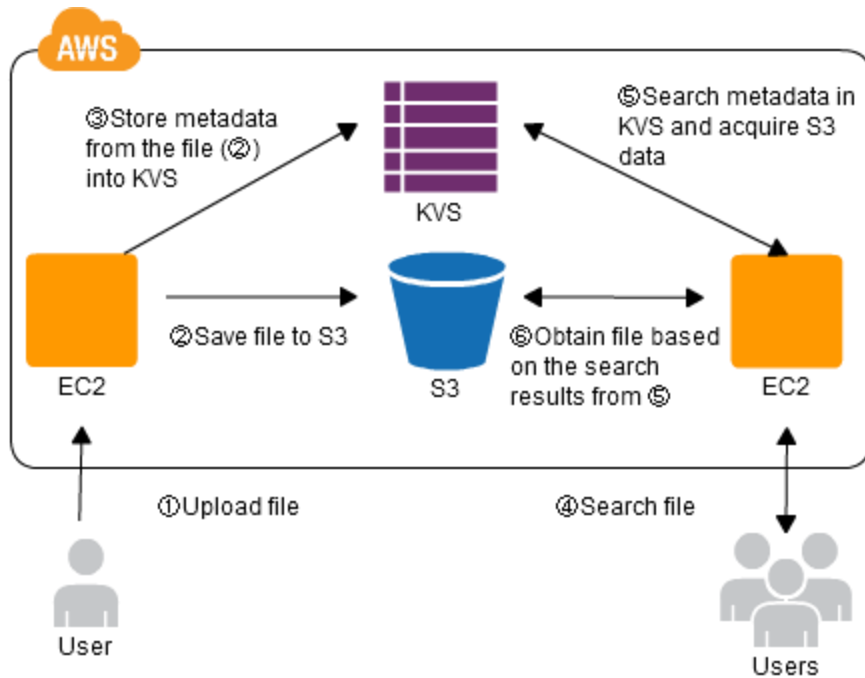 AWS
③Store metadata
from the file (②)
into KVS
KVS
⑤Search metadata in
KVS and acquire S3
data
EC2
②Save file to S3
S3
⑥Obtain file based
on the search
results from ⑤
EC2
①Upload file
④Search file
User
Users